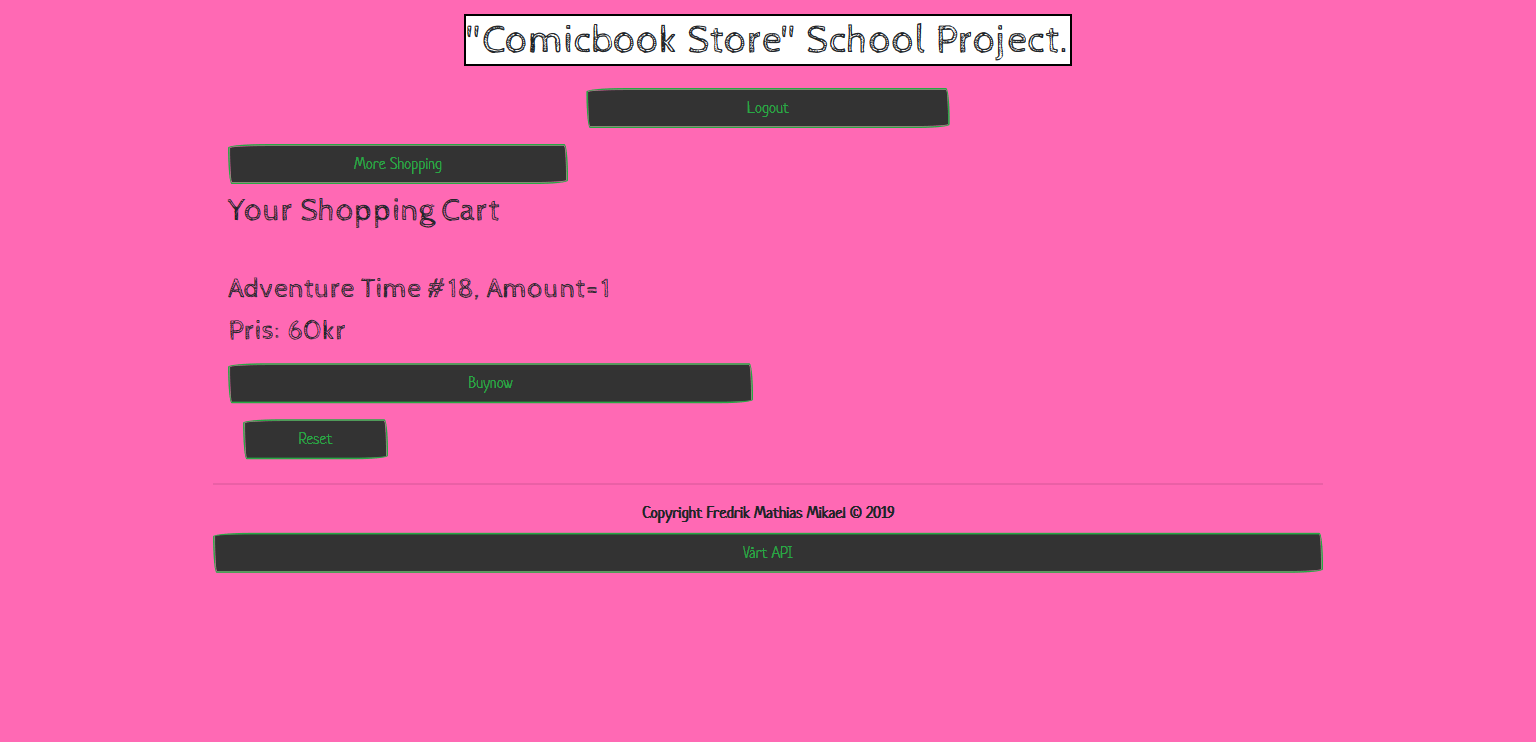 "Comicbook Store" School Project.
Logout
More Shopping
Your Shopping Cart
Adventure Time #18, Amount=1
Pris: 60kr
Buynow
Reset
Copyright Fredrik Mathias Mikael © 2019
Vårt API